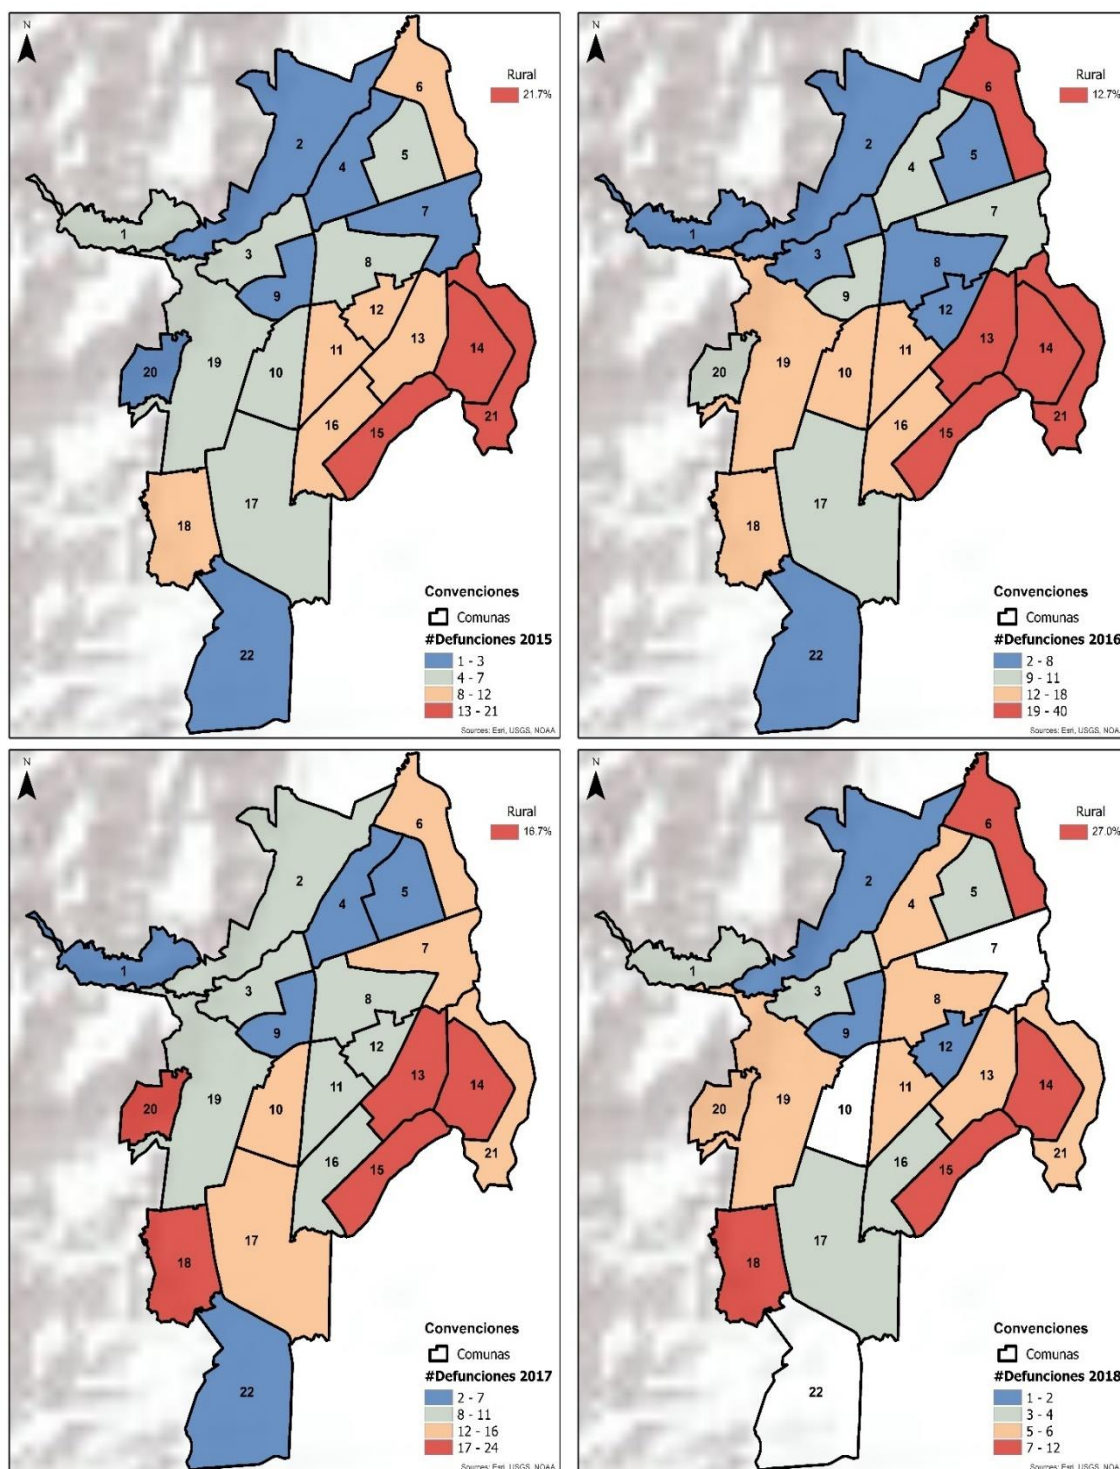 N
Rural
21.7%
6
2
4
5
7
1
3
8
9
12
13
14
11
19
10
20
16
15
21
17
18
22
Convenciones
Comunas
#Defunciones 2015
1 - 3
4 - 7
8 - 12
13 - 21
Sources: Esri, USGS, NOAA
N
Rural
12.7%
6
2
4
5
7
1
3
8
9
12
13
14
11
19
10
20
16
15
21
17
18
22
Convenciones
Comunas
#Defunciones 2016
2 - 8
9 - 11
12 - 18
19 - 40
Sources: Esri, USGS, NOAA
N
Rural
16.7%
6
2
4
5
7
1
3
8
9
12
13
14
11
19
10
20
16
15
21
17
18
22
Convenciones
Comunas
#Defunciones 2017
2 - 7
8 - 11
12 - 16
17 - 24
Sources: Esri, USGS, NOAA
N
Rural
27.0%
6
2
4
5
7
1
3
8
9
12
13
14
11
19
10
20
16
15
21
17
18
22
Convenciones
Comunas
#Defunciones 2018
1 - 2
3 - 4
5 - 6
7 - 12
Sources: Esri, USGS, NOAA